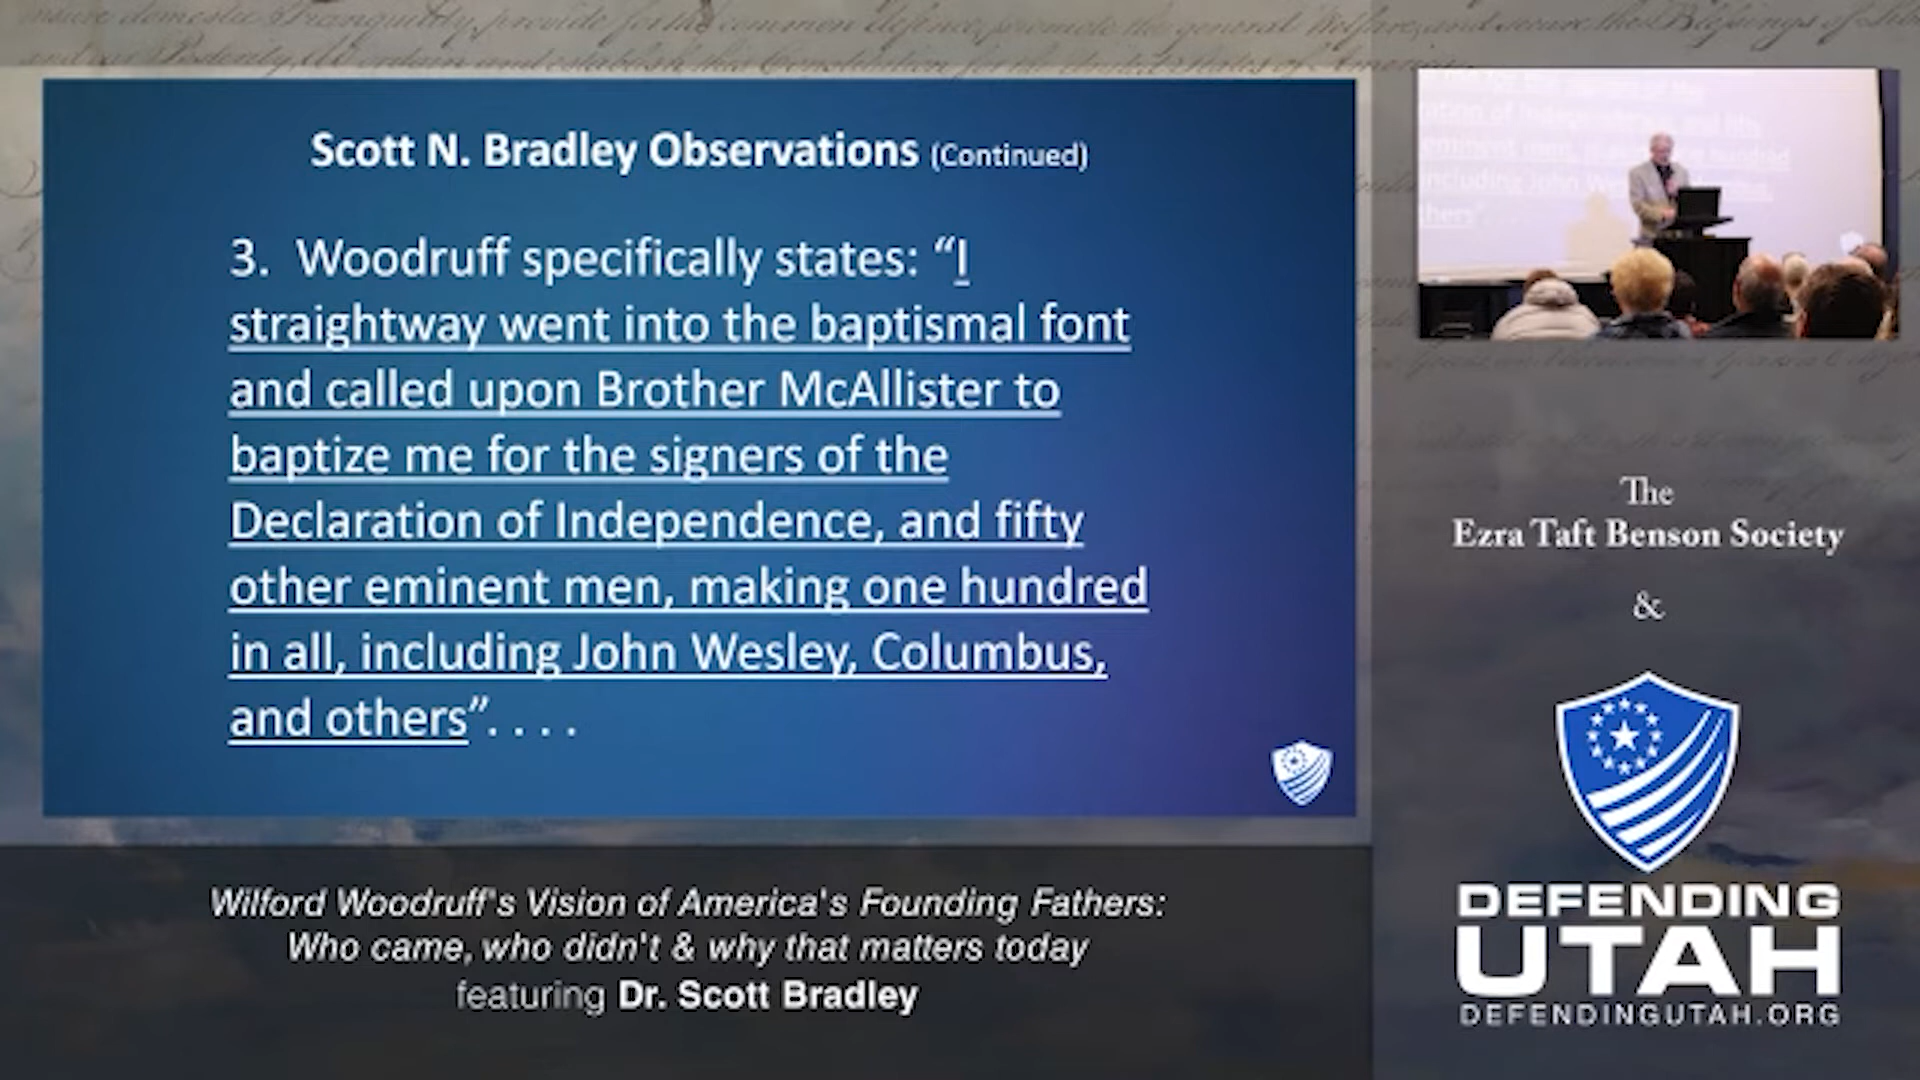 Scott N. Bradley Observations (Continued)
3. Woodruff specifically states: “I
straightway went into the baptismal font
and called upon Brother McAllister to
baptize me for the signers of the
Declaration of Independence, and fifty
other eminent men, making one hundred
in all, including John Wesley, Columbus,
and others”. . . .
Wilford Woodruff's Vision of America's Founding Fathers:
Who came, who didn't & why that matters today
featuring Dr. Scott Bradley
The
Ezra Taft Benson Society
&
DEFENDING
UTAH
DEFENDINGUTAH.ORG